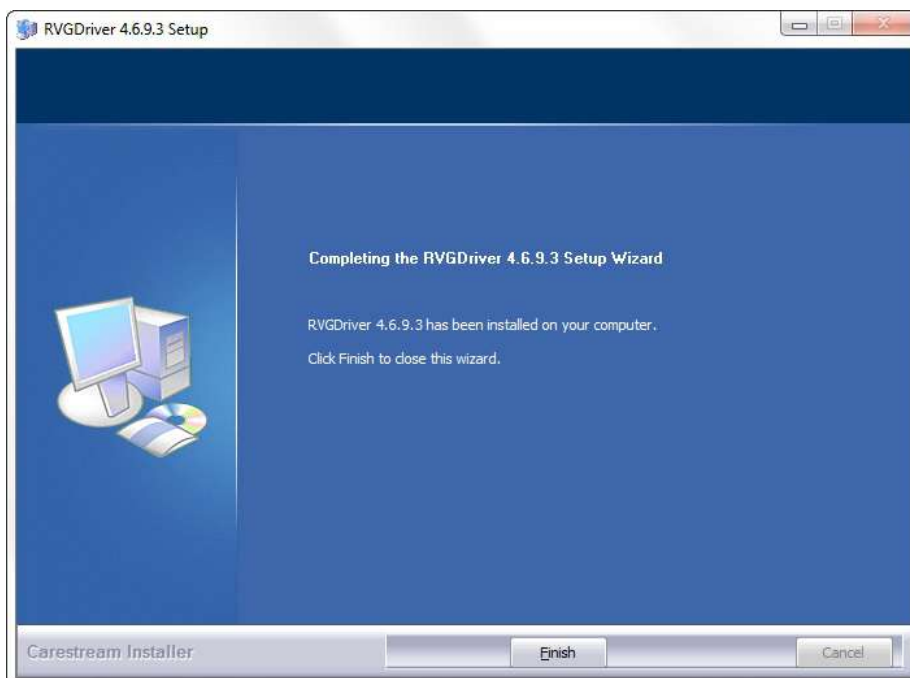 RVGDriver 4.6.9.3 Setup
Completing the RVGDriver 4.6.9.3 Setup Wizard
RVGDriver 4.6.9.3 has been installed on your computer.
Click Finish to close this wizard.
Carestream Installer
Finish
Cancel